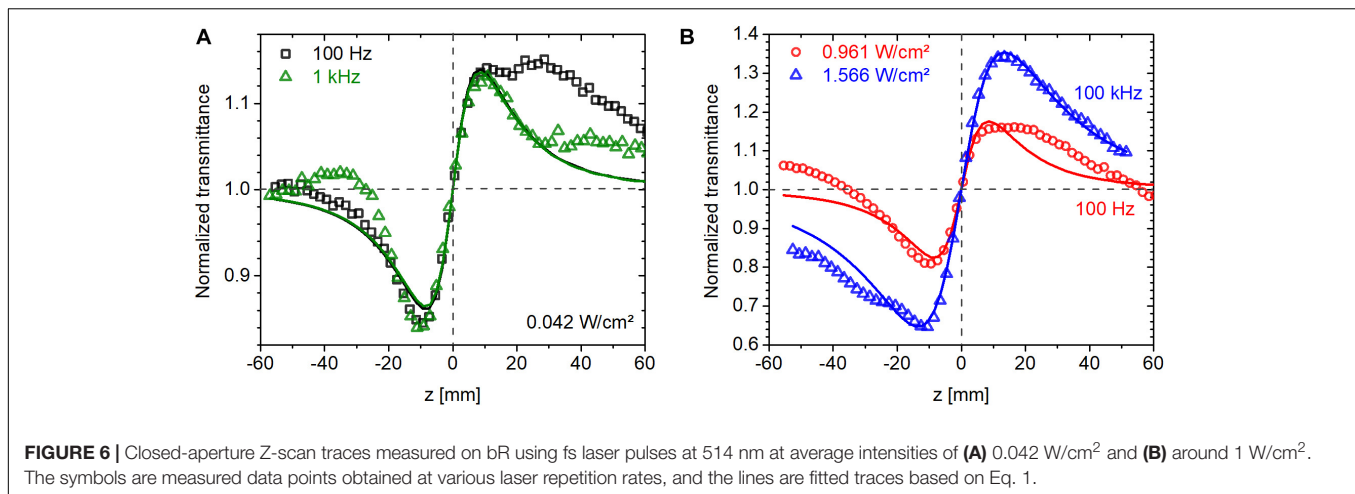 A
100 Hz
1 kHz
0.042 W/cm²
Normalized transmittance
1.1
1.0
0.9
-60 -40 -20 0 20 40 60
z [mm]
B
0.961 W/cm²
1.566 W/cm²
100 kHz
100 Hz
Normalized transmittance
1.4
1.3
1.2
1.1
1.0
0.9
0.8
0.7
0.6
-60 -40 -20 0 20 40 60
z [mm]
FIGURE 6 | Closed-aperture Z-scan traces measured on bR using fs laser pulses at 514 nm at average intensities of (A) 0.042 W/cm² and (B) around 1 W/cm².
The symbols are measured data points obtained at various laser repetition rates, and the lines are fitted traces based on Eq. 1.